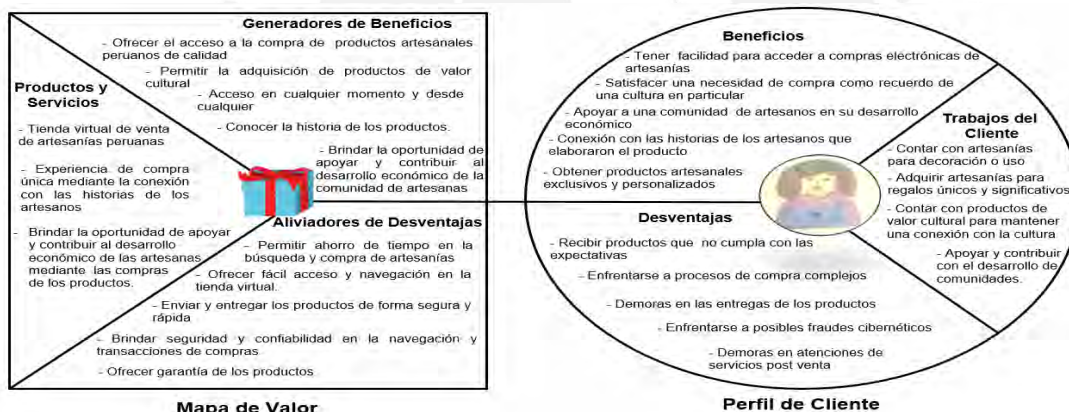 Generadores de Beneficios
- Ofrecer el acceso a la compra de productos artesanales
peruanos de calidad
- Permitir la adquisición de productos de valor
cultural
- Acceso en cualquier momento y desde
cualquier
- Conocer la historia de los productos.
- Brindar la oportunidad de
apoyar y contribuir al
desarrollo económico de la
comunidad de artesanas
Productos y
Servicios
- Tienda virtual de venta
de artesanías peruanas
- Experiencia de compra
única mediante la conexión
con las historias de los
artesanos
- Brindar la oportunidad de apoyar
y contribuir al desarrollo
económico de las artesanas
mediante las compras
de los productos.
Aliviadores de Desventajas
- Permitir ahorro de tiempo en la
búsqueda y compra de artesanías
- Ofrecer fácil acceso y navegación en la
tienda virtual.
- Enviar y entregar los productos de forma segura y
rápida
- Brindar seguridad y confiabilidad en la navegación y
transacciones de compras
- Ofrecer garantía de los productos
Mapa de Valor
Beneficios
- Tener facilidad para acceder a compras electrónicas de
artesanías
- Satisfacer una necesidad de compra como recuerdo de
una cultura en particular
- Apoyar a una comunidad de artesanos en su desarrollo
económico
- Conexión con las historias de los artesanos que
elaboraron el producto
- Obtener productos artesanales
exclusivos y personalizados
Trabajos del
Cliente
- Contar con artesanías
para decoración o uso
- Adquirir artesanías para
regalos únicos y significativos
- Contar con productos de
valor cultural para mantener
una conexión con la cultura
- Apoyar y contribuir
con el desarrollo de
comunidades.
Desventajas
- Recibir productos que no cumpla con las
expectativas
- Enfrentarse a procesos de compra complejos
- Demoras en las entregas de los productos
- Enfrentarse a posibles fraudes cibernéticos
- Demoras en atenciones de
servicios post venta
Perfil de Cliente